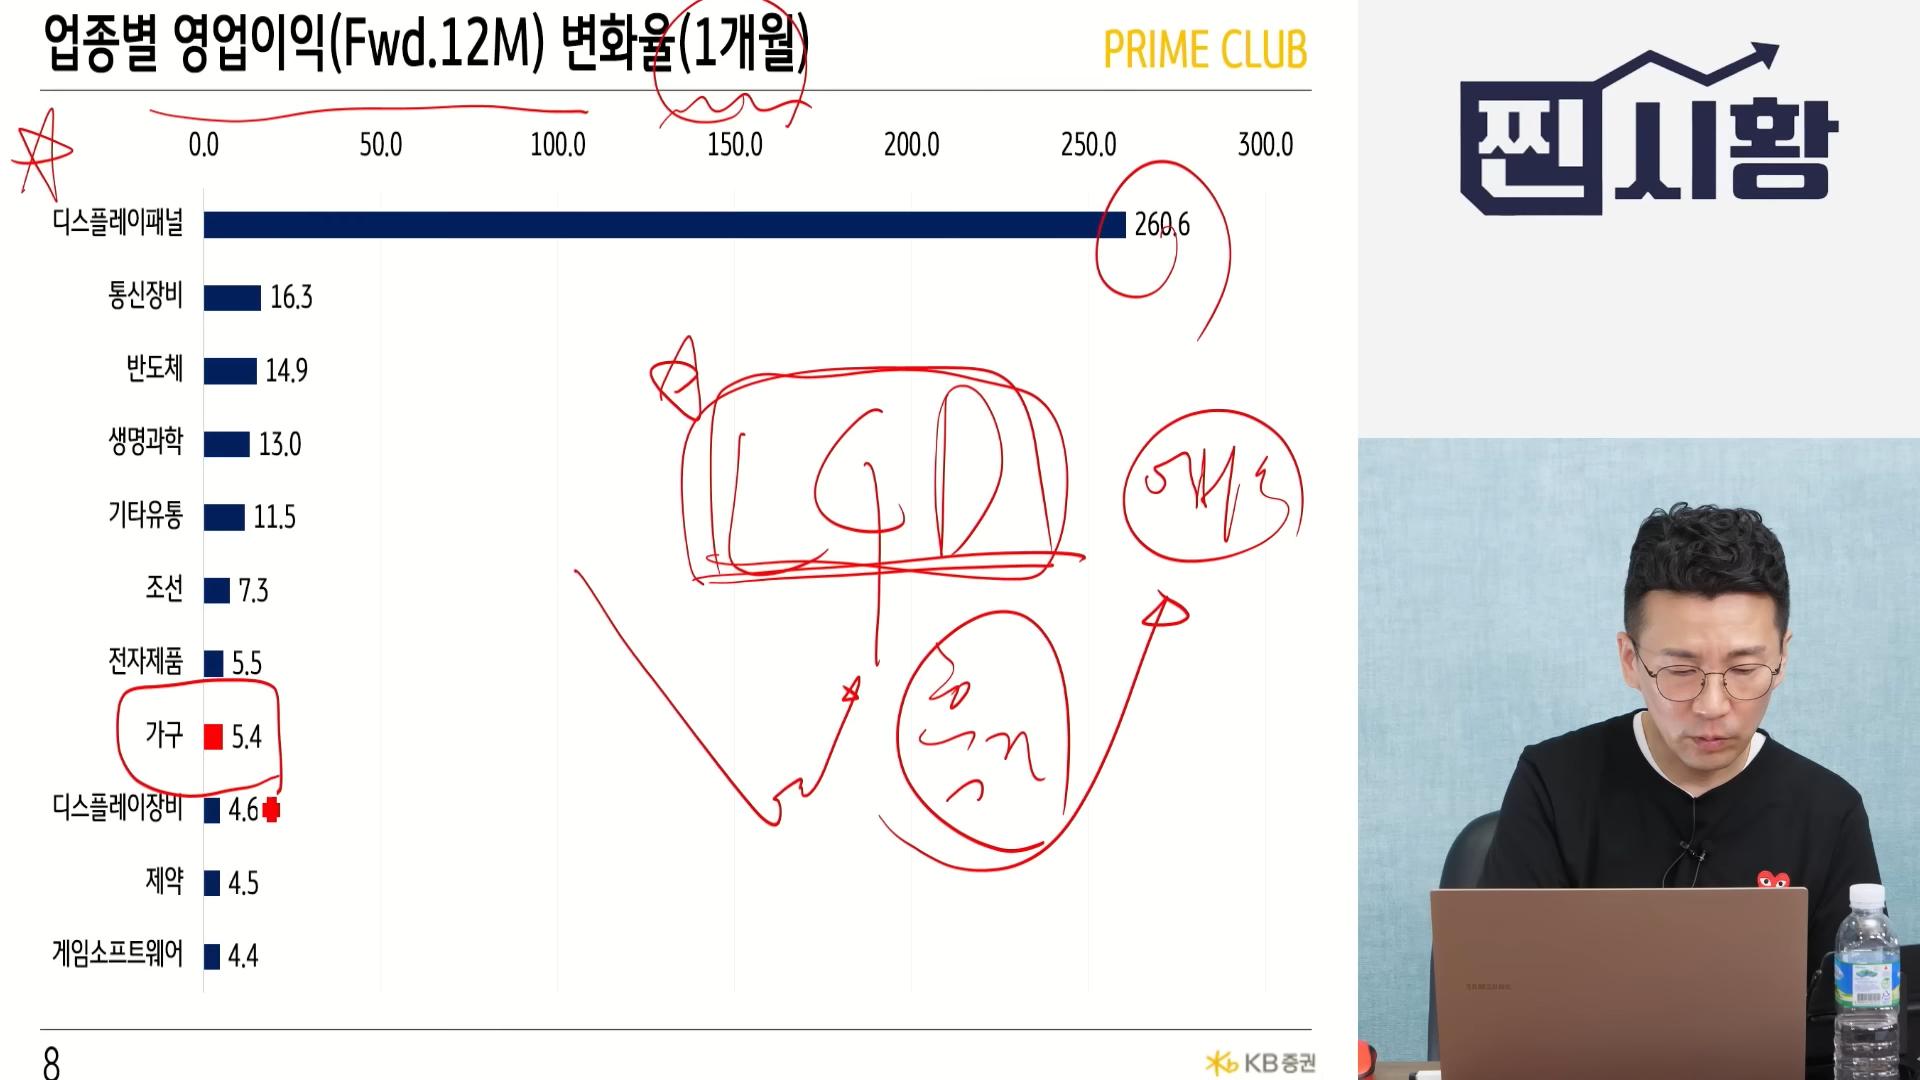 업종별 영업이익(Fwd.12M) 변화율(1개월)
PRIME CLUB
0.0 50.0 100.0 150.0 200.0 250.0 300.0
디스플레이패널 260.6
통신장비 16.3
반도체 14.9
생명과학 13.0
기타유통 11.5
조선 7.3
전자제품 5.5
가구 5.4
디스플레이장비 4.6
제약 4.5
게임소프트웨어 4.4
8
KB증권
찐시황
SAMSUNG